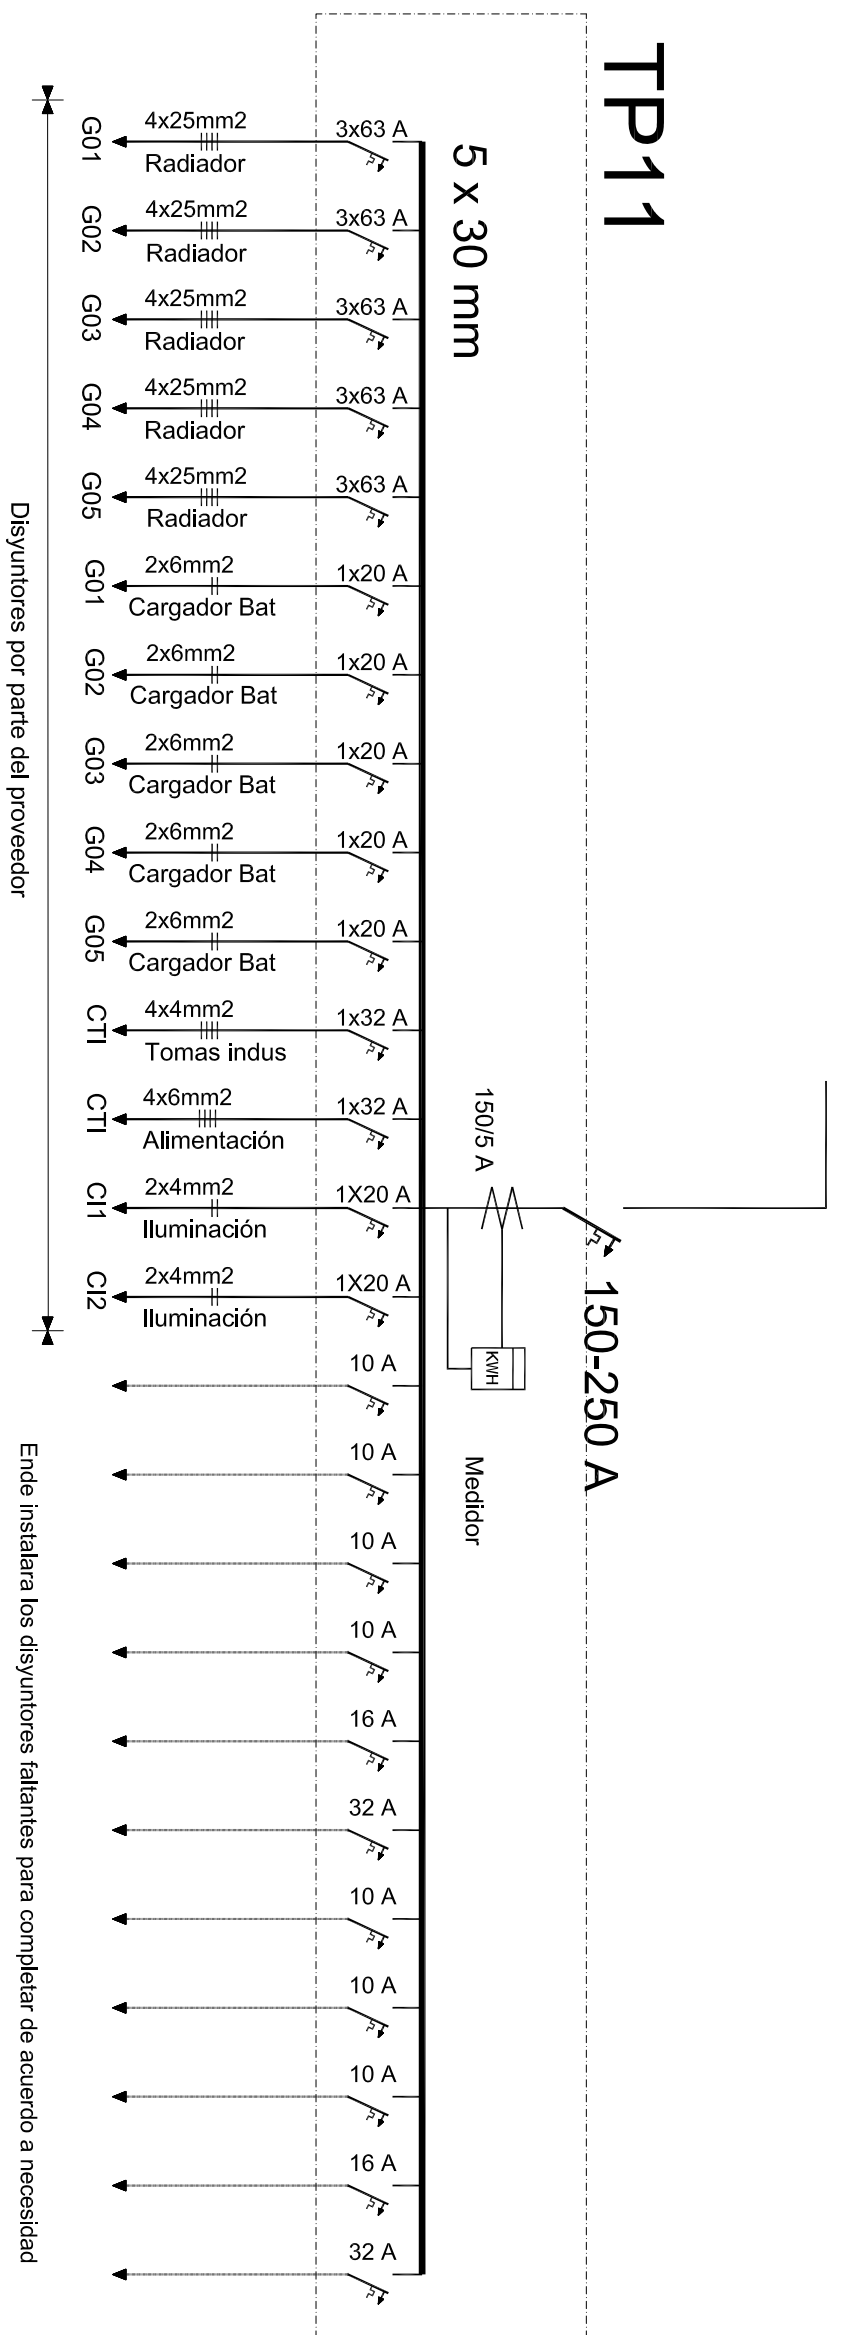 TP11
5 x 30 mm
150-250 A
150/5 A
KWH
Medidor
3x63 A
4x25mm2
Radiador
G01
3x63 A
4x25mm2
Radiador
G02
3x63 A
4x25mm2
Radiador
G03
3x63 A
4x25mm2
Radiador
G04
3x63 A
4x25mm2
Radiador
G05
1x20 A
2x6mm2
Cargador Bat
G01
1x20 A
2x6mm2
Cargador Bat
G02
1x20 A
2x6mm2
Cargador Bat
G03
1x20 A
2x6mm2
Cargador Bat
G04
1x20 A
2x6mm2
Cargador Bat
G05
1x32 A
4x4mm2
Tomas indus
CTI
1x32 A
4x6mm2
Alimentación
CTI
1X20 A
2x4mm2
Iluminación
CI1
1X20 A
2x4mm2
Iluminación
CI2
10 A
10 A
10 A
10 A
16 A
32 A
10 A
10 A
10 A
16 A
32 A
Disyuntores por parte del proveedor
Ende instalara los disyuntores faltantes para completar de acuerdo a necesidad